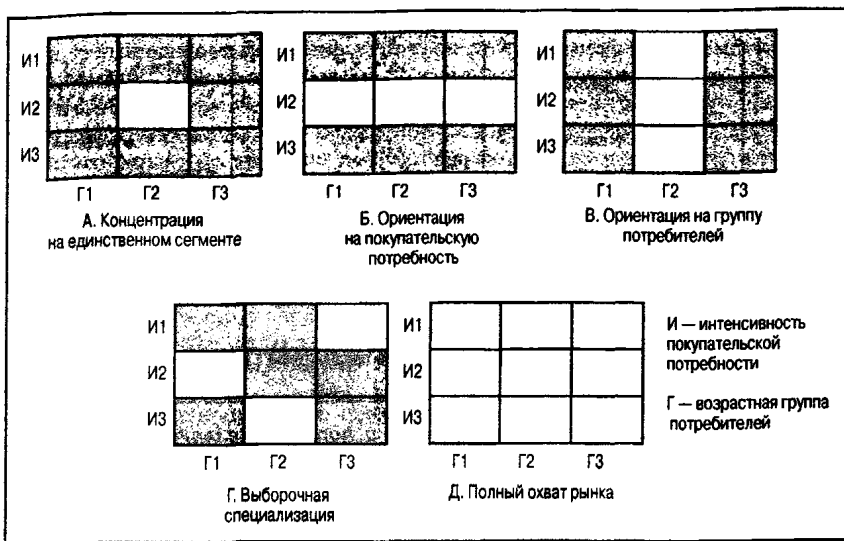 И1
И2
И3
Г1 Г2 Г3
А. Концентрация
на единственном сегменте
И1
И2
И3
Г1 Г2 Г3
Б. Ориентация
на покупательскую
потребность
И1
И2
И3
Г1 Г2 Г3
В. Ориентация на группу
потребителей
И1
И2
И3
Г1 Г2 Г3
Г. Выборочная
специализация
И1
И2
И3
Г1 Г2 Г3
Д. Полный охват рынка
И — интенсивность
покупательской
потребности
Г — возрастная группа
потребителей